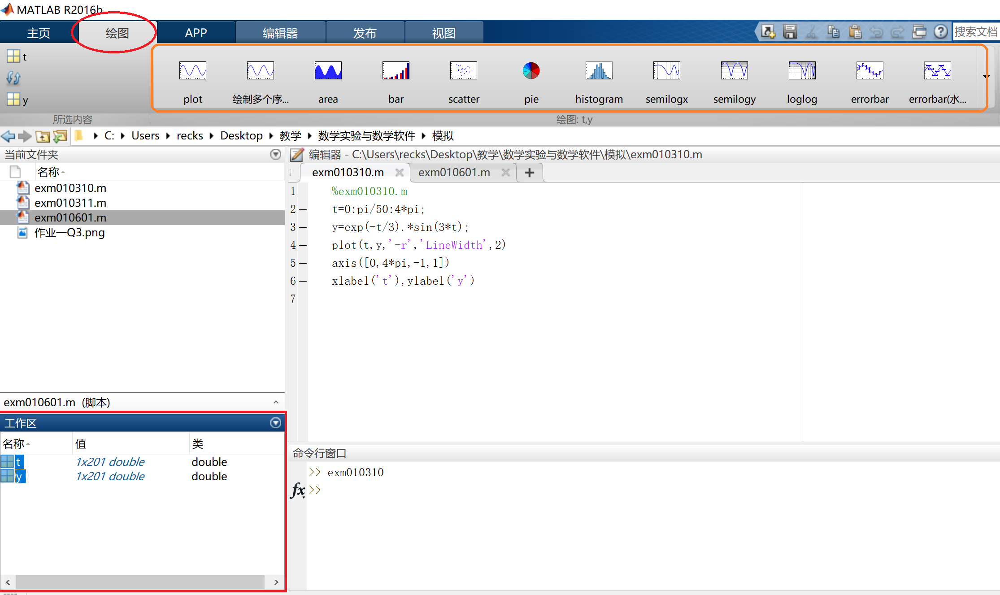 MATLAB R2016b
主页 绘图 APP 编辑器 发布 视图 搜索文档
t
y
plot 绘制多个序... area bar scatter pie histogram semilogx semilogy loglog errorbar errorbar(水...
所选内容 绘图: t,y
C: Users recks Desktop 教学 数学实验与数学软件 模拟
当前文件夹
名称
exm010310.m
exm010311.m
exm010601.m
作业一Q3.png
exm010601.m (脚本)
工作区
名称 值 类
t 1x201 double double
y 1x201 double double
编辑器 - C:\Users\recks\Desktop\教学\数学实验与数学软件\模拟\exm010310.m
exm010310.m exm010601.m +
1 %exm010310.m
2 — t=0:pi/50:4*pi;
3 — y=exp(-t/3).*sin(3*t);
4 — plot(t,y,'-r','LineWidth',2)
5 — axis([0,4*pi,-1,1])
6 — xlabel('t'),ylabel('y')
7
命令行窗口
>> exm010310
fx >>